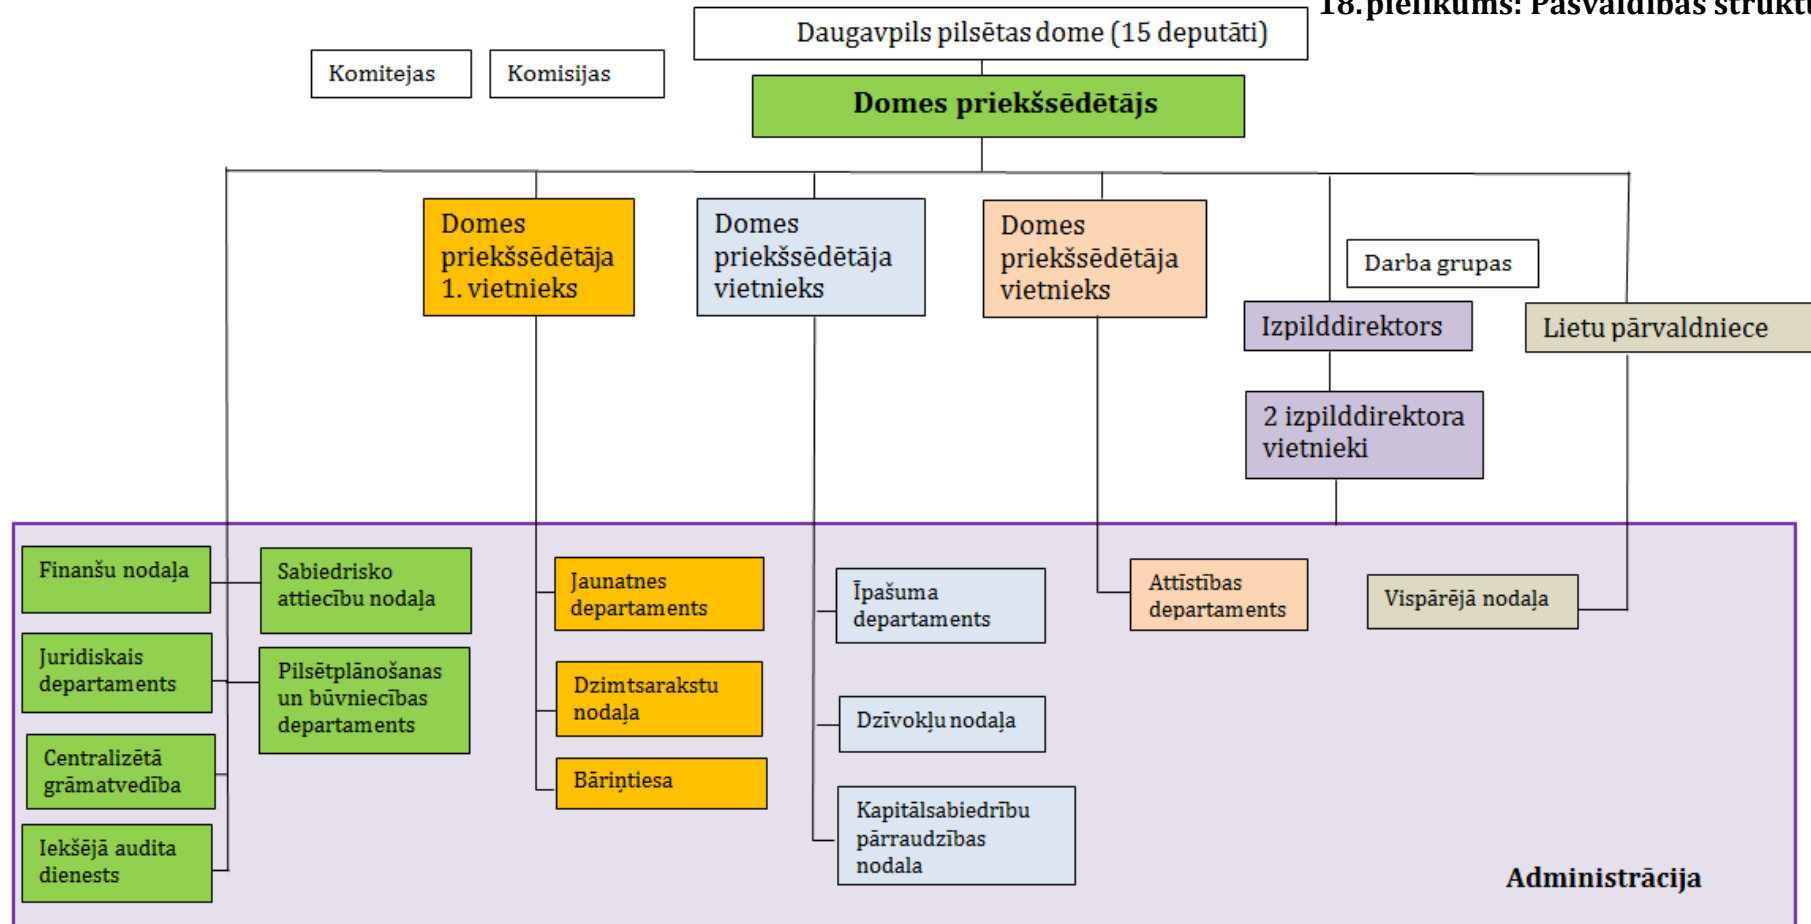 18.pielikums: Pašvaldības struktū
Daugavpils pilsētas dome (15 deputāti)
Komitejas
Komisijas
Domes priekšsēdētājs
Domes
priekšsēdētāja
1. vietnieks
Domes
priekšsēdētāja
vietnieks
Domes
priekšsēdētāja
vietnieks
Darba grupas
Izpilddirektors
Lietu pārvaldniece
2 izpilddirektora
vietnieki
Finanšu nodaļa
Sabiedrisko
attiecību nodaļa
Juridiskais
departaments
Pilsētplānošanas
un būvniecības
departaments
Centralizētā
grāmatvedība
Iekšējā audita
dienests
Jaunatnes
departaments
Dzimtsarakstu
nodaļa
Bāriņtiesa
Īpašuma
departaments
Dzīvokļu nodaļa
Kapitālsabiedrību
pārraudzības
nodala
Attīstības
departaments
Vispārējā nodaļa
Administrācija